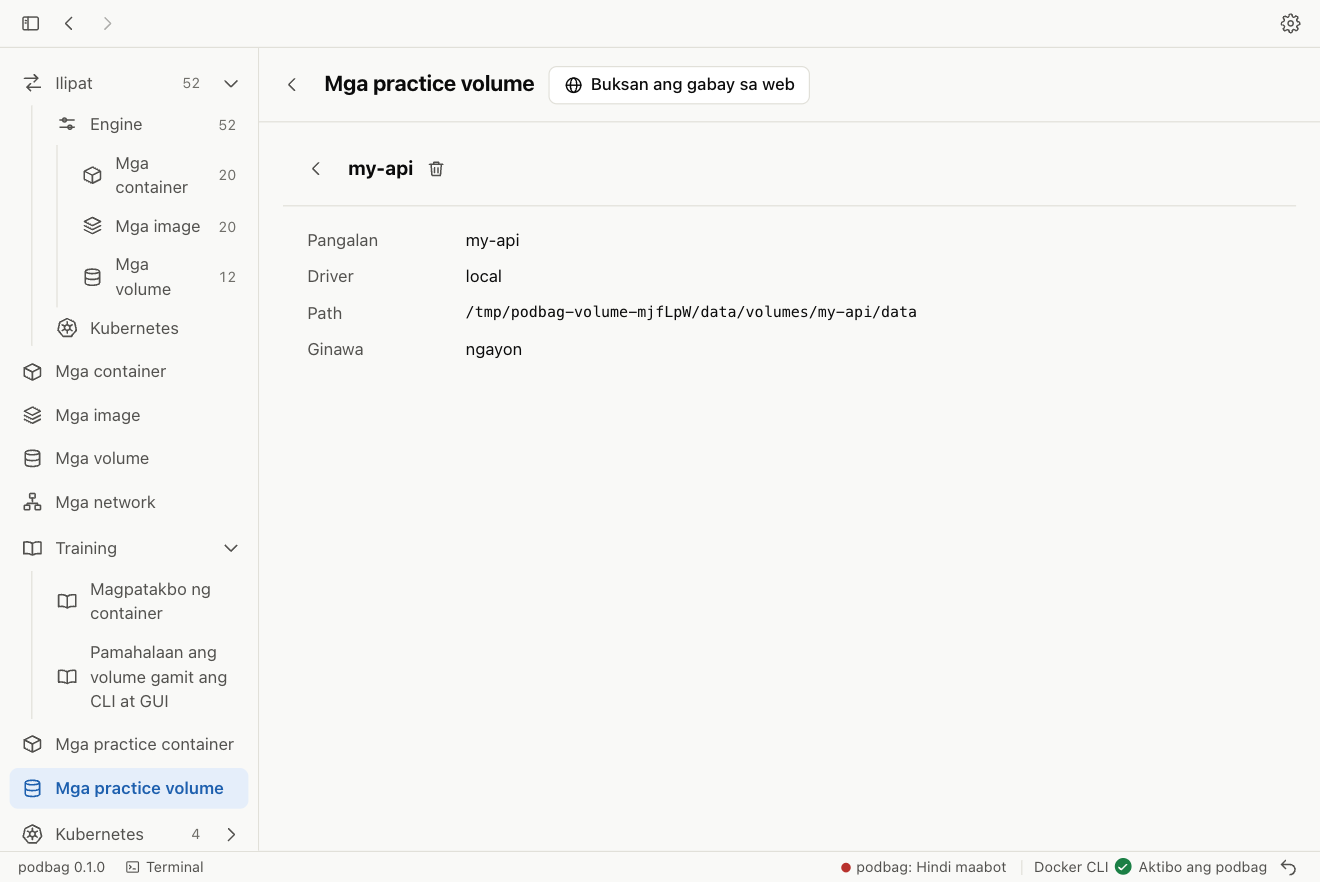 Ilipat 52
Engine 52
Mga
container 20
Mga image 20
Mga
volume 12
Kubernetes
Mga container
Mga image
Mga volume
Mga network
Training
Magpatakbo ng
container
Pamahalaan ang
volume gamit ang
CLI at GUI
Mga practice container
Mga practice volume
Kubernetes 4
Mga practice volume
Buksan ang gabay sa web
my-api
Pangalan my-api
Driver local
Path /tmp/podbag-volume-mjfLpW/data/volumes/my-api/data
Ginawa ngayon
podbag 0.1.0 Terminal podbag: Hindi maabot Docker CLI Aktibo ang podbag